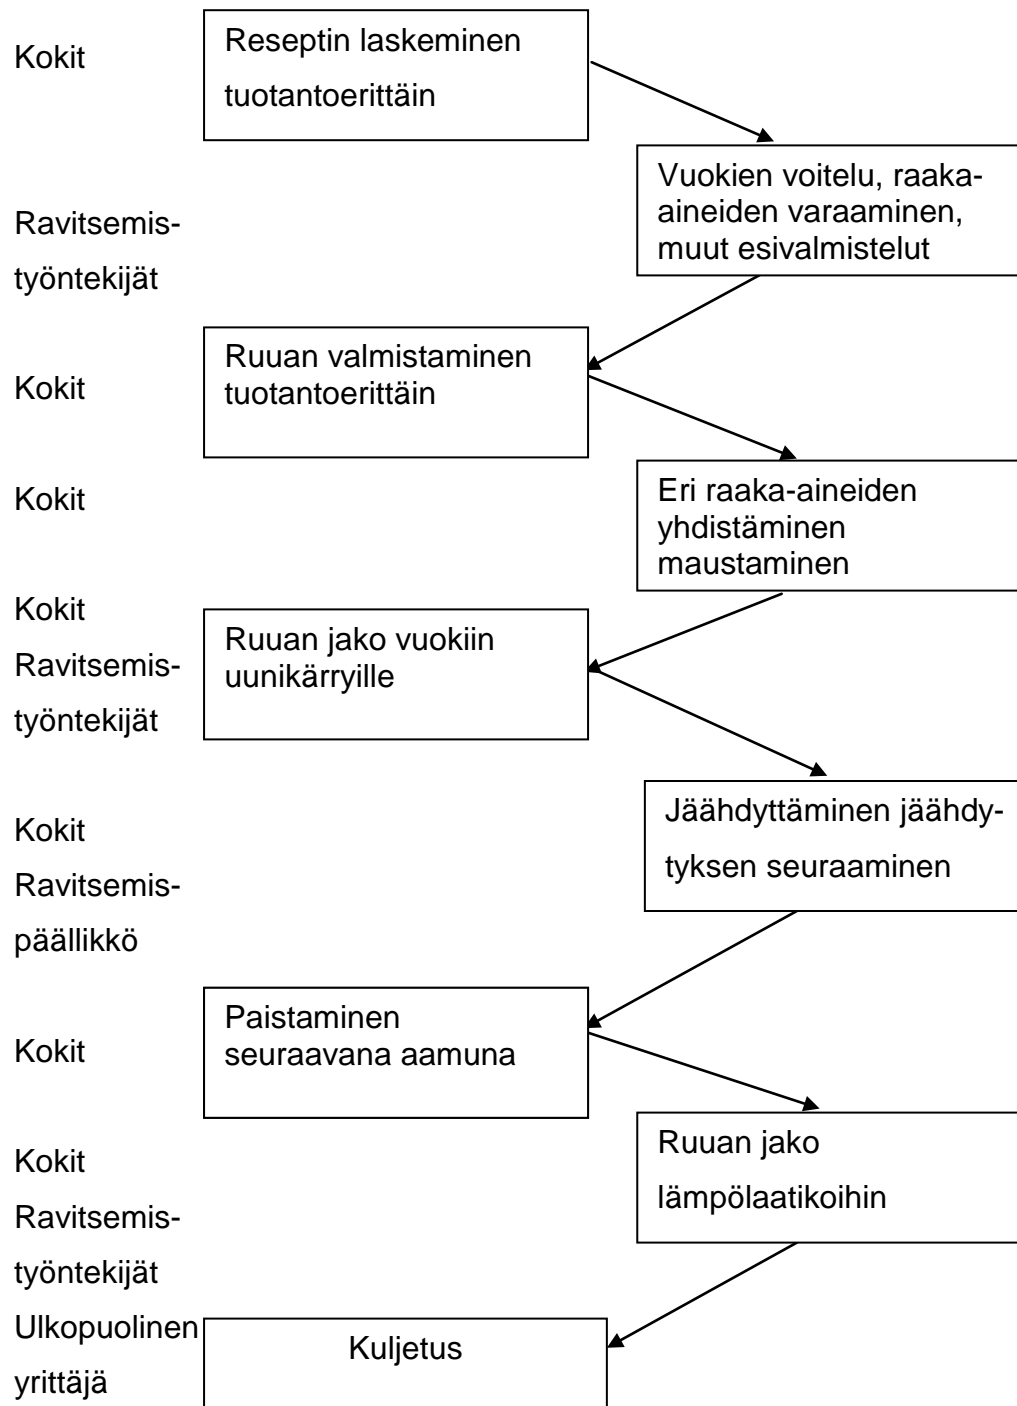 Kokit
Reseptin laskeminen
tuotantoerittäin
Vuokien voitelu, raaka-
aineiden varaaminen,
muut esivalmistelut
Ravitsemis-
työntekijät
Ruuan valmistaminen
tuotantoerittäin
Kokit
Kokit
Eri raaka-aineiden
yhdistäminen
maustaminen
Kokit
Ravitsemis-
työntekijät
Ruuan jako vuokiin
uunikärryille
Jäähdyttäminen jäähdy-
tyksen seuraaminen
Kokit
Ravitsemis-
päällikkö
Paistaminen
seuraavana aamuna
Kokit
Ruuan jako
lämpölaatikoihin
Kokit
Ravitsemis-
työntekijät
Ulkopuolinen
yrittäjä
Kuljetus